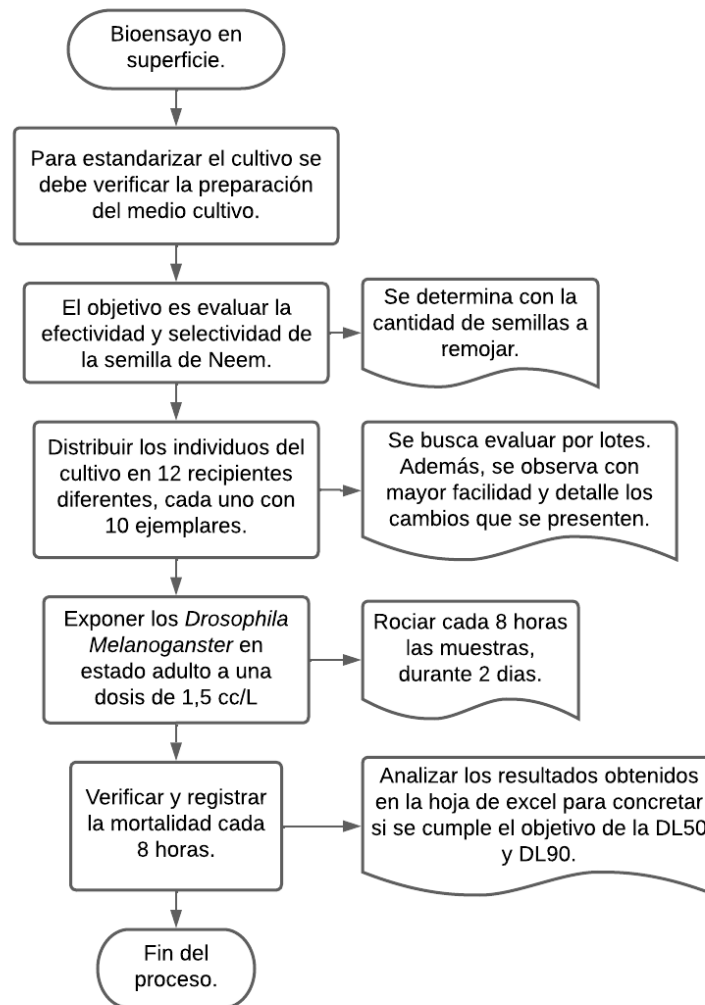 Bioensayo en
superficie.
Para estandarizar el cultivo se
debe verificar la preparación
del medio cultivo.
El objetivo es evaluar la
efectividad y selectividad de
la semilla de Neem.
Se determina con la
cantidad de semillas a
remojar.
Distribuir los individuos del
cultivo en 12 recipientes
diferentes, cada uno con
10 ejemplares.
Se busca evaluar por lotes.
Además, se observa con
mayor facilidad y detalle los
cambios que se presenten.
Exponer los Drosophila
Melanoganster en
estado adulto a una
dosis de 1,5 cc/L
Rociar cada 8 horas
las muestras,
durante 2 dias.
Verificar y registrar
la mortalidad cada
8 horas.
Analizar los resultados obtenidos
en la hoja de excel para concretar
si se cumple el objetivo de la DL50
y DL90.
Fin del
proceso.